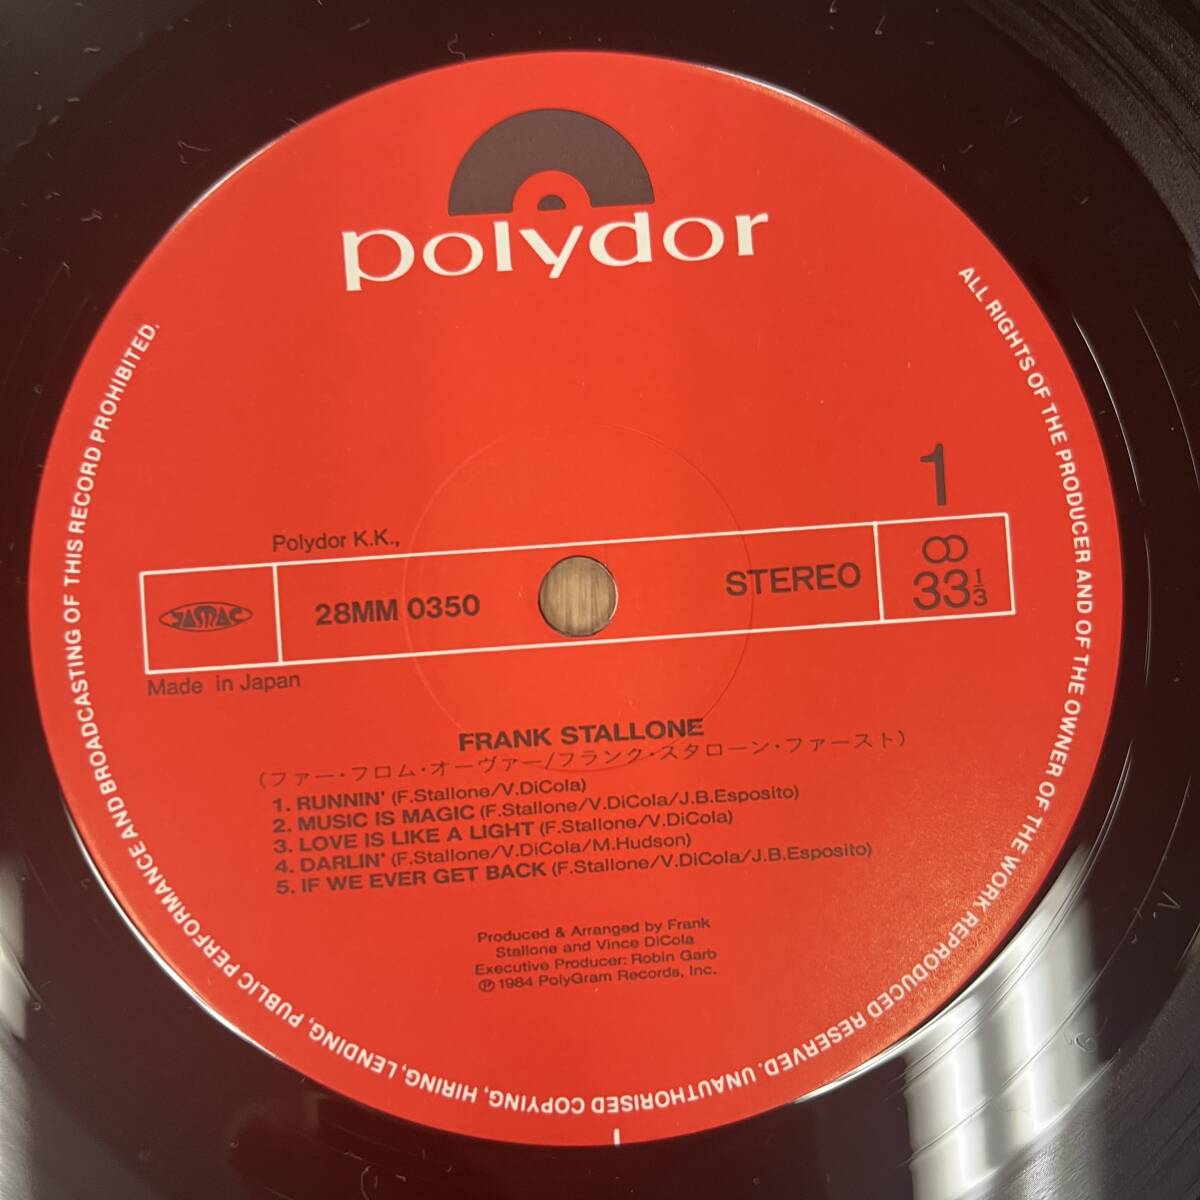 polydor
1
Polydor K.K.,
JASRAC
28MM 0350
STEREO
∞
33 1/3
Made in Japan
FRANK STALLONE
(ファー・フロム・オーヴァー/フランク・スタローン・ファースト)
1. RUNNIN' (F.Stallone/V.DiCola)
2. MUSIC IS MAGIC (F.Stallone/V.DiCola/J.B.Esposito)
3. LOVE IS LIKE A LIGHT (F.Stallone/V.DiCola)
4. DARLIN' (F.Stallone/V.DiCola/M.Hudson)
5. IF WE EVER GET BACK (F.Stallone/V.DiCola/J.B.Esposito)
Produced & Arranged by Frank
Stallone and Vince DiCola
Executive Producer: Robin Garb
℗ 1984 PolyGram Records, Inc.
ALL RIGHTS OF THE PRODUCER AND OF THE OWNER OF THE WORK REPRODUCED RESERVED. UNAUTHORISED COPYING, HIRING, LENDING, PUBLIC PERFORMANCE AND BROADCASTING OF THIS RECORD PROHIBITED.